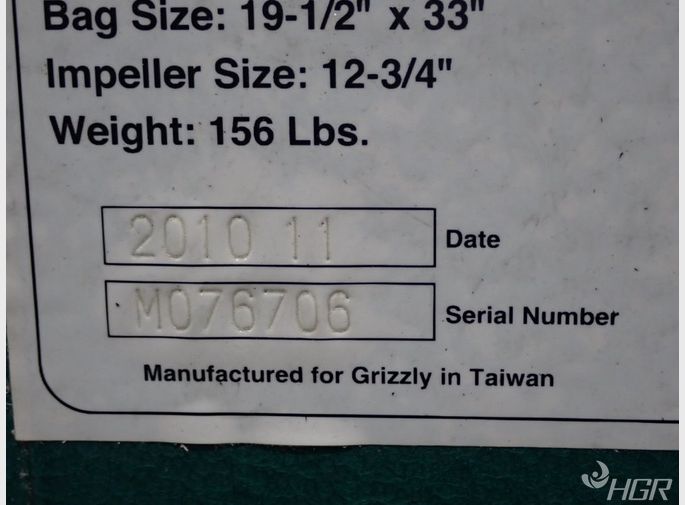 Bag Size: 19-1/2" x 33"
Impeller Size: 12-3/4"
Weight: 156 Lbs.
2010 11 Date
M076706 Serial Number
Manufactured for Grizzly in Taiwan
HGR